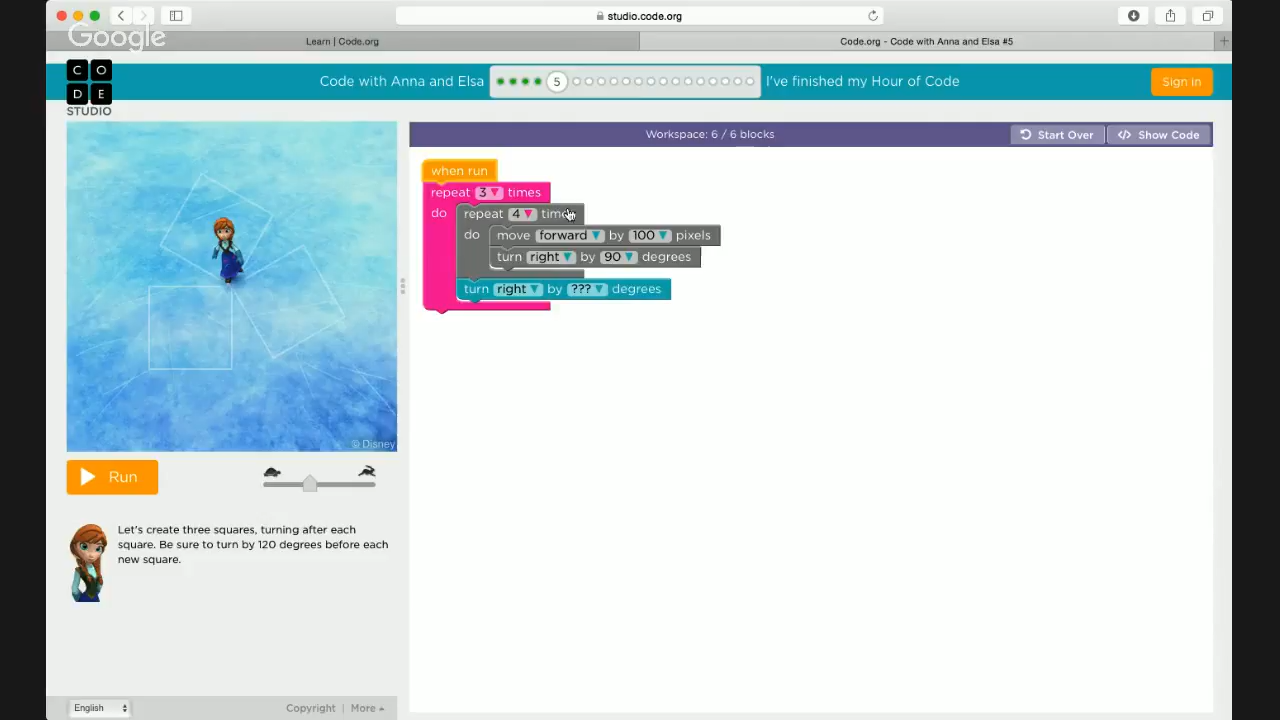 studio.code.org
Google
Learn | Code.org
Code.org - Code with Anna and Elsa #5
C O
D E
STUDIO
Code with Anna and Elsa
5
I've finished my Hour of Code
Sign in
Workspace: 6 / 6 blocks
Start Over
</> Show Code
when run
repeat 3 times
do
repeat 4 times
do
move forward by 100 pixels
turn right by 90 degrees
turn right by ??? degrees
© Disney
Run
Let's create three squares, turning after each
square. Be sure to turn by 120 degrees before each
new square.
English
Copyright | More